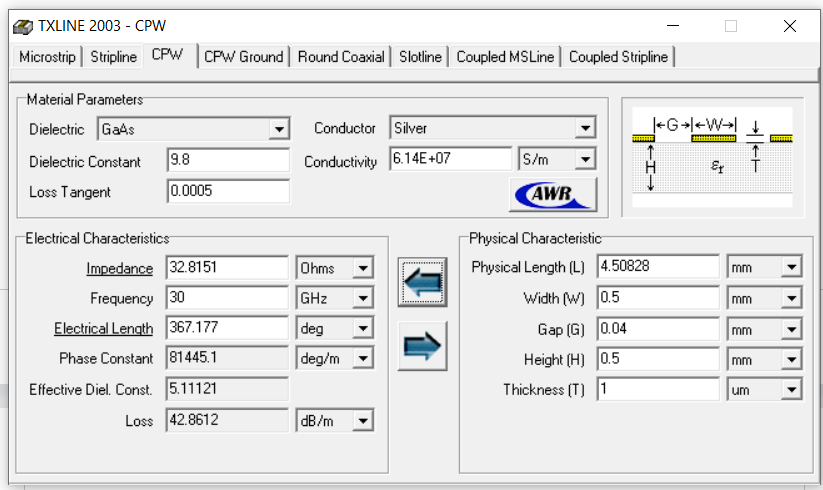 TXLINE 2003 - CPW
Microstrip Stripline CPW CPW Ground Round Coaxial Slotline Coupled MSLine Coupled Stripline
Material Parameters
Dielectric GaAs Conductor Silver
Dielectric Constant 9.8 Conductivity 6.14E+07 S/m
Loss Tangent 0.0005 AWR
G W
H εr T
Electrical Characteristics
Impedance 32.8151 Ohms
Frequency 30 GHz
Electrical Length 367.177 deg
Phase Constant 81445.1 deg/m
Effective Diel. Const. 5.11121
Loss 42.8612 dB/m
Physical Characteristic
Physical Length (L) 4.50828 mm
Width (W) 0.5 mm
Gap (G) 0.04 mm
Height (H) 0.5 mm
Thickness (T) 1 um